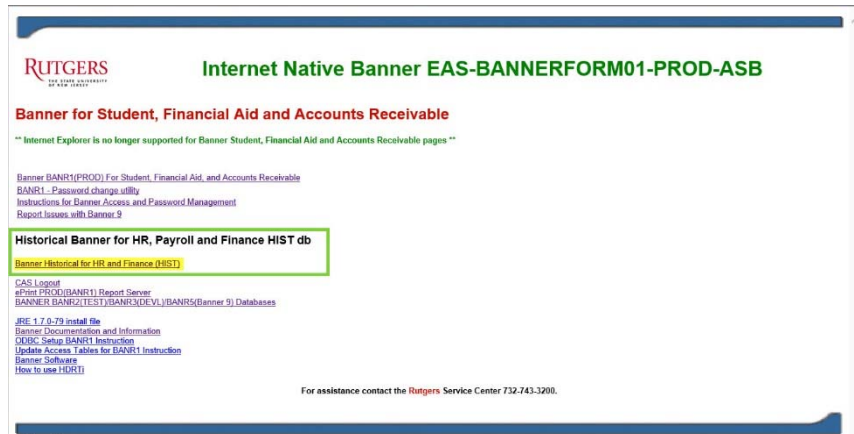 RUTGERS
THE STATE UNIVERSITY
OF NEW JERSEY
Internet Native Banner EAS-BANNERFORM01-PROD-ASB
Banner for Student, Financial Aid and Accounts Receivable
** Internet Explorer is no longer supported for Banner Student, Financial Aid and Accounts Receivable pages **
Banner BANR1(PROD) For Student, Financial Aid, and Accounts Receivable
BANR1 - Password change utility
Instructions for Banner Access and Password Management
Report Issues with Banner 9
Historical Banner for HR, Payroll and Finance HIST db
Banner Historical for HR and Finance (HIST)
CAS Logout
ePrint PROD(BANR1) Report Server
BANNER BANR2(TEST)/BANR3(DEVL)/BANR5(Banner 9) Databases
JRE 1.7.0-79 install file
Banner Documentation and Information
ODBC Setup BANR1 Instruction
Update Access Tables for BANR1 Instruction
Banner Software
How to use HDRTi
For assistance contact the Rutgers Service Center 732-743-3200.